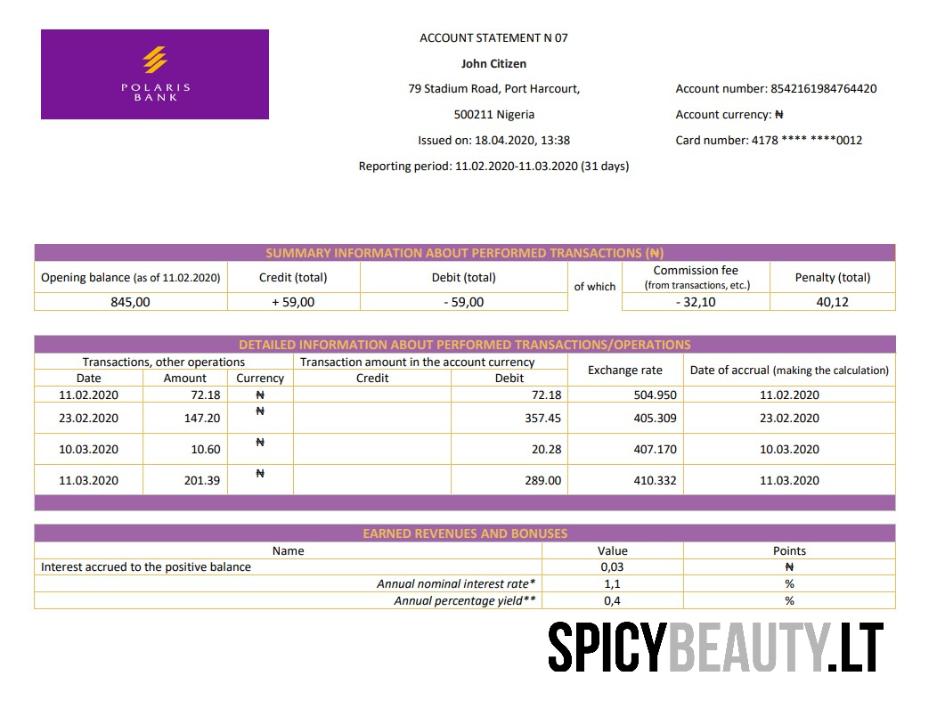 POLARIS
BANK
ACCOUNT STATEMENT N 07
John Citizen
79 Stadium Road, Port Harcourt,
500211 Nigeria
Issued on: 18.04.2020, 13:38
Reporting period: 11.02.2020-11.03.2020 (31 days)
Account number: 8542161984764420
Account currency: ₦
Card number: 4178 **** ****0012
SUMMARY INFORMATION ABOUT PERFORMED TRANSACTIONS (₦)
Opening balance (as of 11.02.2020) Credit (total) Debit (total) of which Commission fee (from transactions, etc.) Penalty (total)
845,00 + 59,00 - 59,00 - 32,10 40,12
DETAILED INFORMATION ABOUT PERFORMED TRANSACTIONS/OPERATIONS
Transactions, other operations Transaction amount in the account currency Exchange rate Date of accrual (making the calculation)
Date Amount Currency Credit Debit
11.02.2020 72.18 ₦ 72.18 504.950 11.02.2020
23.02.2020 147.20 ₦ 357.45 405.309 23.02.2020
10.03.2020 10.60 ₦ 20.28 407.170 10.03.2020
11.03.2020 201.39 ₦ 289.00 410.332 11.03.2020
EARNED REVENUES AND BONUSES
Name Value Points
Interest accrued to the positive balance 0,03 ₦
Annual nominal interest rate* 1,1 %
Annual percentage yield** 0,4 %
SPICYBEAUTY.LT